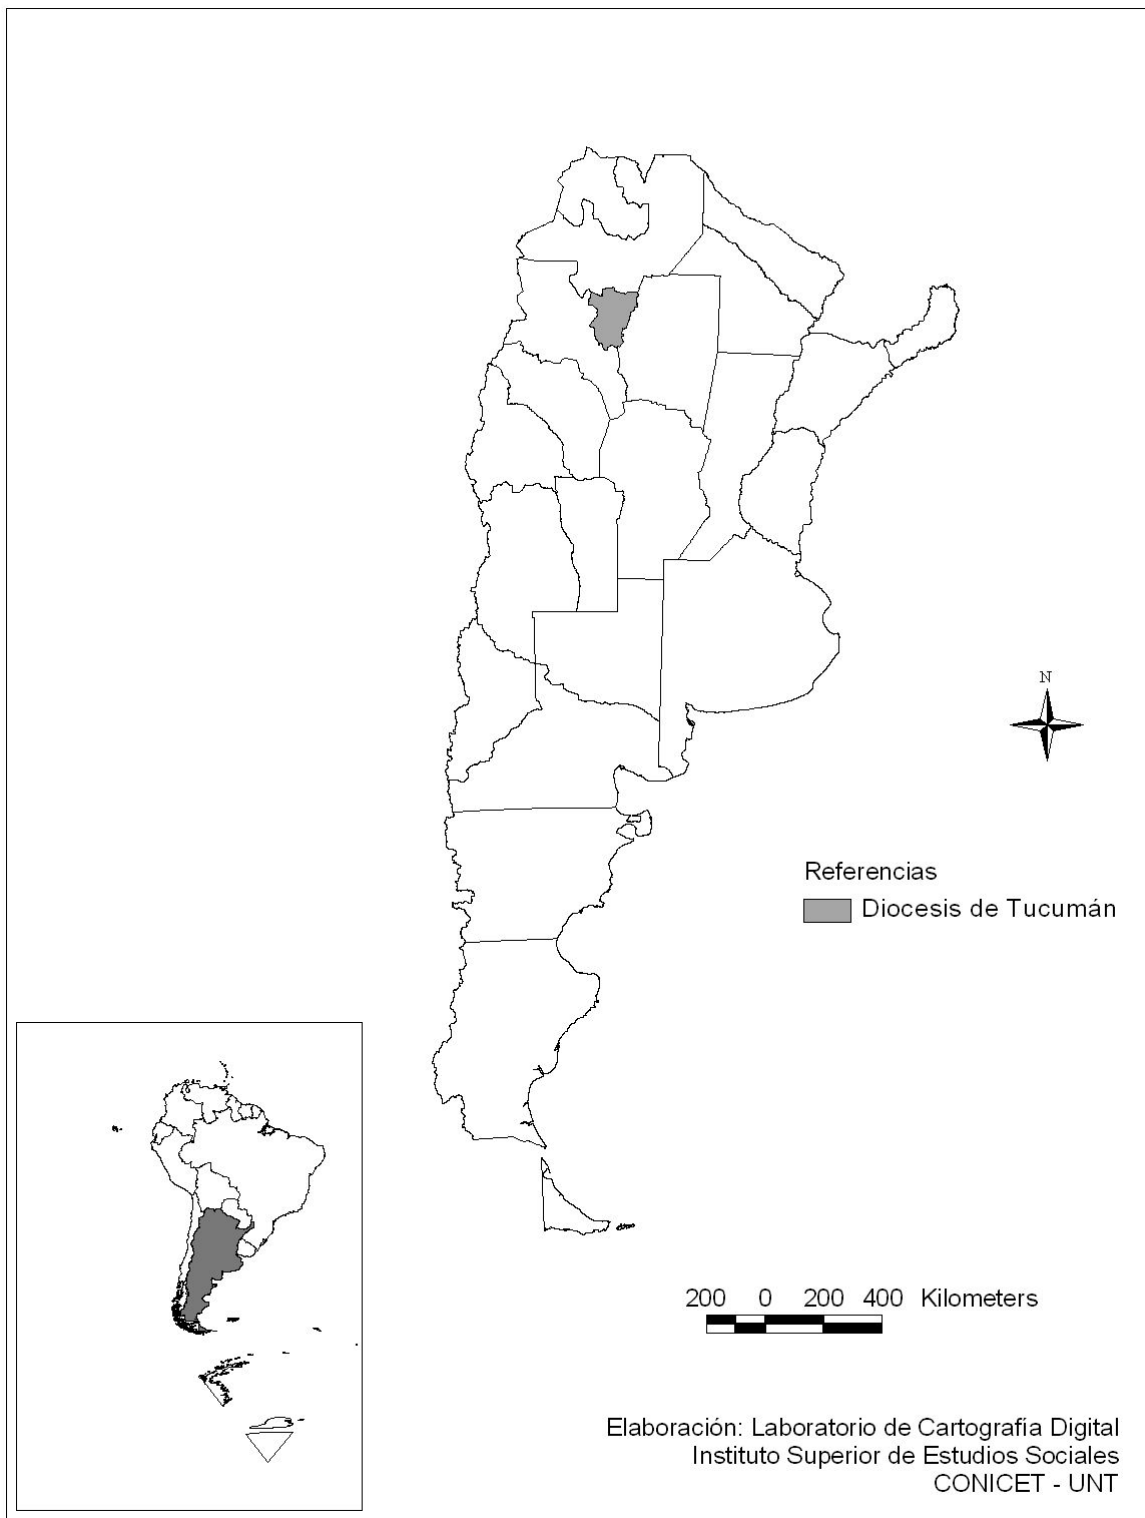 N
Referencias
Diocesis de Tucumán
200 0 200 400 Kilometers
Elaboración: Laboratorio de Cartografía Digital
Instituto Superior de Estudios Sociales
CONICET - UNT